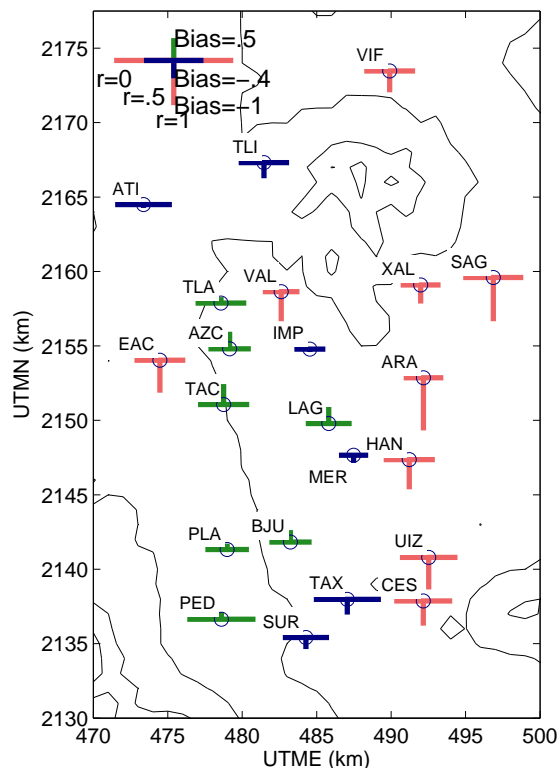 2175
Bias=.5
VIF
r=0
Bias=−.4
r=.5
Bias=−1
r=1
2170
TLI
2165
ATI
2160
VAL
XAL
SAG
TLA
2155
AZC
IMP
EAC
ARA
TAC
LAG
2150
HAN
MER
2145
PLA
BJU
UIZ
2140
TAX
CES
PED
SUR
2135
2130
470
475
480
485
490
495
500
UTMN (km)
UTME (km)